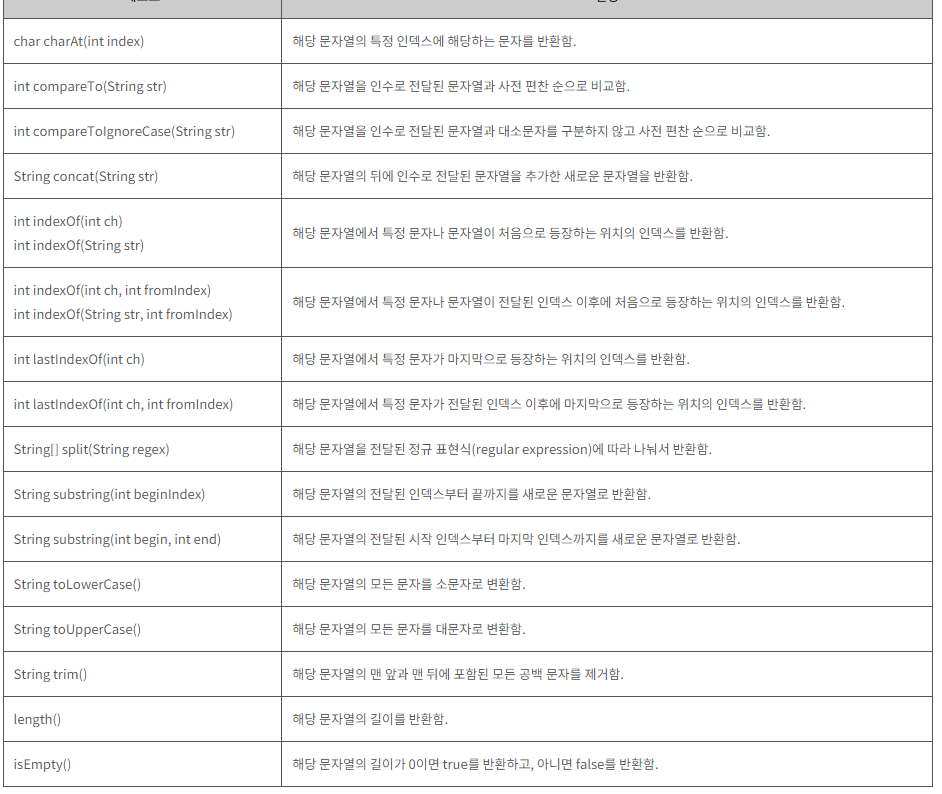 char charAt(int index)
해당 문자열의 특정 인덱스에 해당하는 문자를 반환함.
int compareTo(String str)
해당 문자열을 인수로 전달된 문자열과 사전 편찬 순으로 비교함.
int compareToIgnoreCase(String str)
해당 문자열을 인수로 전달된 문자열과 대소문자를 구분하지 않고 사전 편찬 순으로 비교함.
String concat(String str)
해당 문자열의 뒤에 인수로 전달된 문자열을 추가한 새로운 문자열을 반환함.
int indexOf(int ch)
int indexOf(String str)
해당 문자열에서 특정 문자나 문자열이 처음으로 등장하는 위치의 인덱스를 반환함.
int indexOf(int ch, int fromIndex)
int indexOf(String str, int fromIndex)
해당 문자열에서 특정 문자나 문자열이 전달된 인덱스 이후에 처음으로 등장하는 위치의 인덱스를 반환함.
int lastIndexOf(int ch)
해당 문자열에서 특정 문자가 마지막으로 등장하는 위치의 인덱스를 반환함.
int lastIndexOf(int ch, int fromIndex)
해당 문자열에서 특정 문자가 전달된 인덱스 이후에 마지막으로 등장하는 위치의 인덱스를 반환함.
String[] split(String regex)
해당 문자열을 전달된 정규 표현식(regular expression)에 따라 나눠서 반환함.
String substring(int beginIndex)
해당 문자열의 전달된 인덱스부터 끝까지를 새로운 문자열로 반환함.
String substring(int begin, int end)
해당 문자열의 전달된 시작 인덱스부터 마지막 인덱스까지를 새로운 문자열로 반환함.
String toLowerCase()
해당 문자열의 모든 문자를 소문자로 변환함.
String toUpperCase()
해당 문자열의 모든 문자를 대문자로 변환함.
String trim()
해당 문자열의 맨 앞과 맨 뒤에 포함된 모든 공백 문자를 제거함.
length()
해당 문자열의 길이를 반환함.
isEmpty()
해당 문자열의 길이가 0이면 true를 반환하고, 아니면 false를 반환함.